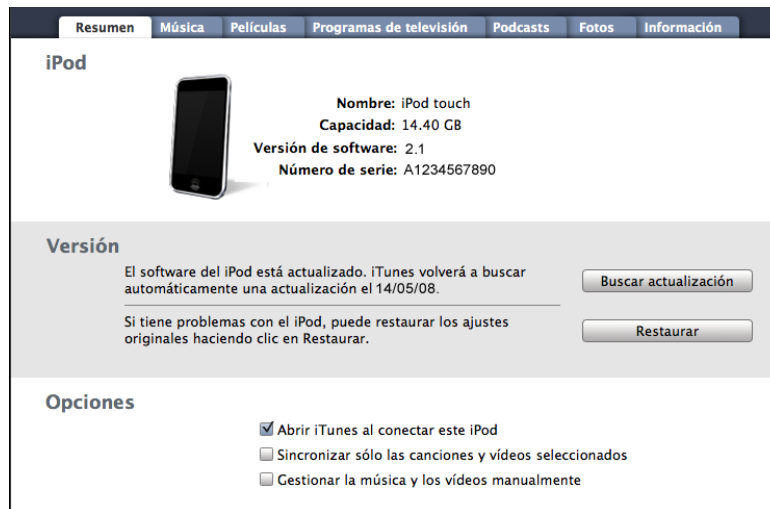 Resumen Música Películas Programas de televisión Podcasts Fotos Información
iPod
Nombre: iPod touch
Capacidad: 14.40 GB
Versión de software: 2.1
Número de serie: A1234567890
Versión
El software del iPod está actualizado. iTunes volverá a buscar
automáticamente una actualización el 14/05/08.
Buscar actualización
Si tiene problemas con el iPod, puede restaurar los ajustes
originales haciendo clic en Restaurar.
Restaurar
Opciones
Abrir iTunes al conectar este iPod
Sincronizar sólo las canciones y vídeos seleccionados
Gestionar la música y los vídeos manualmente